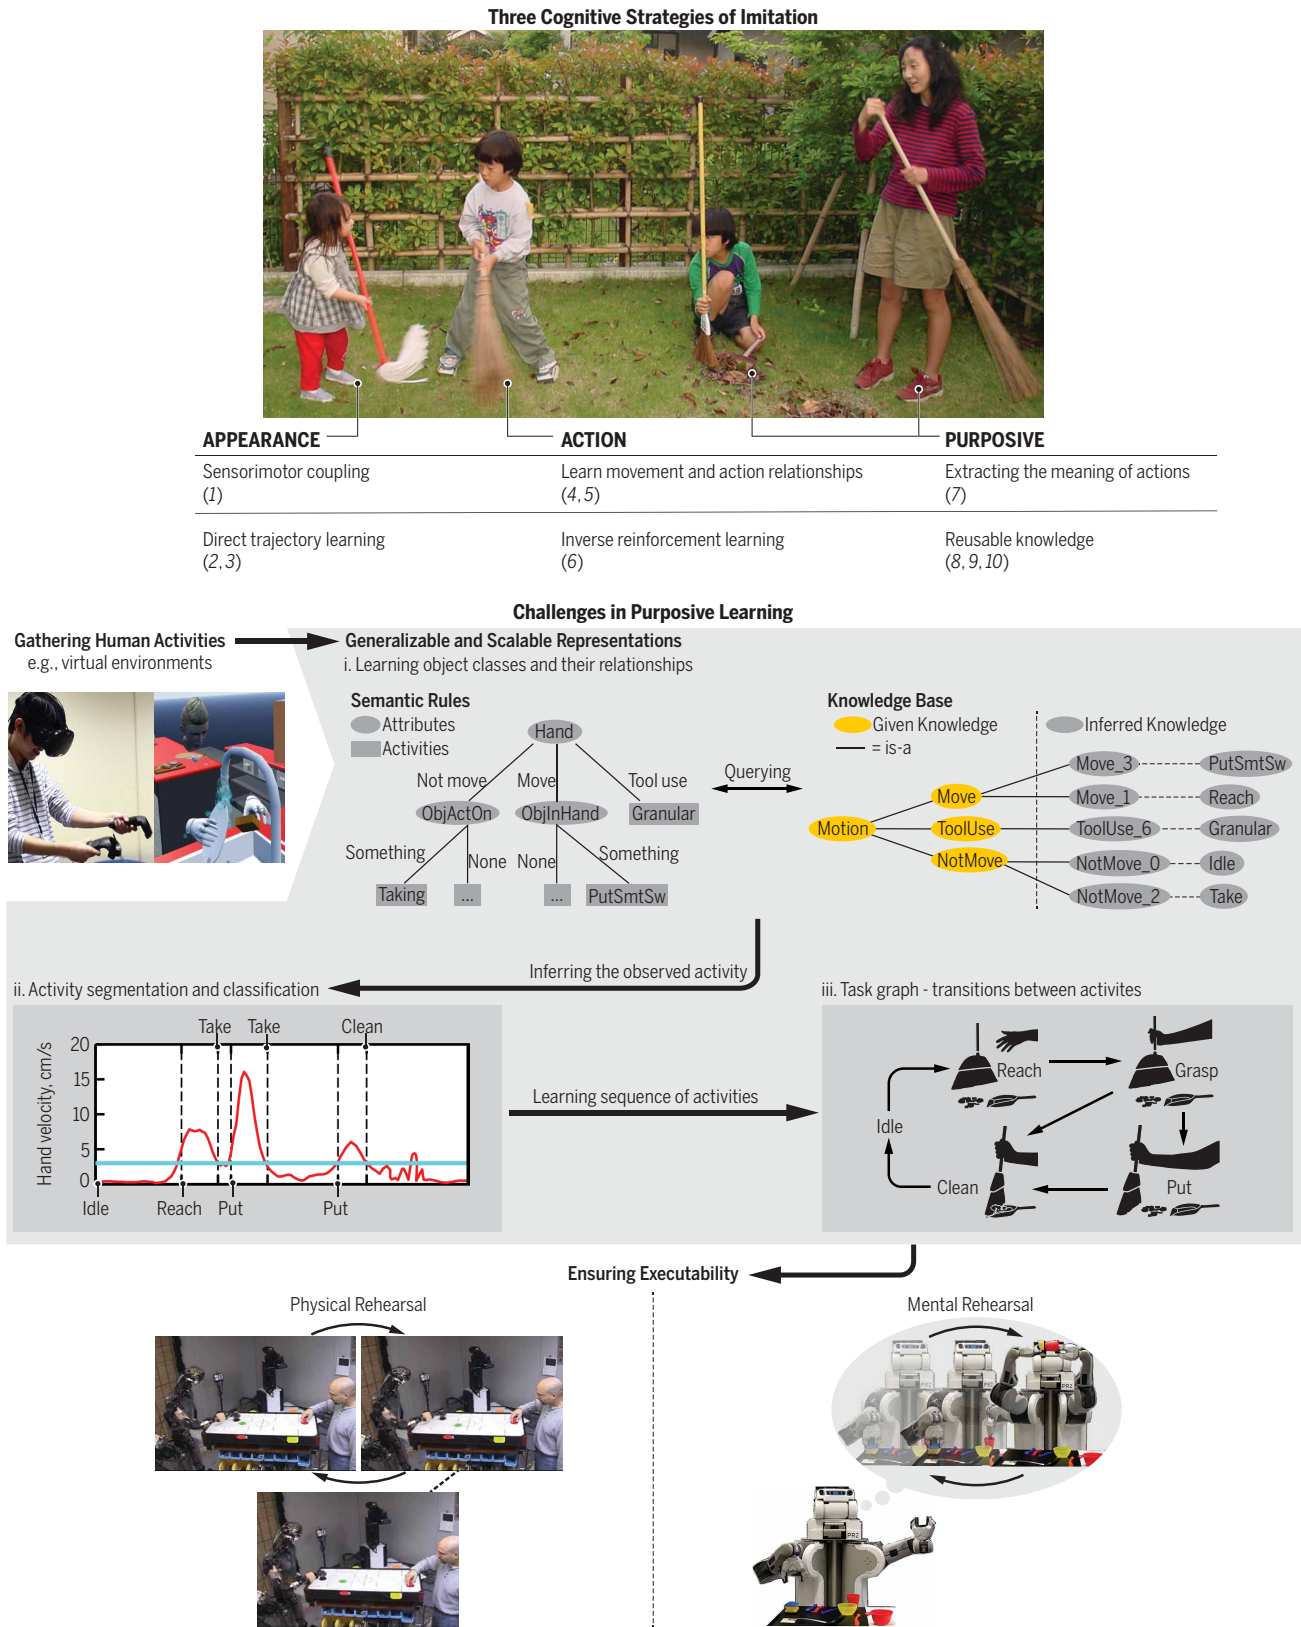 Three Cognitive Strategies of Imitation
APPEARANCE
ACTION
PURPOSIVE
Sensorimotor coupling
(1)
Learn movement and action relationships
(4, 5)
Extracting the meaning of actions
(7)
Direct trajectory learning
(2, 3)
Inverse reinforcement learning
(6)
Reusable knowledge
(8, 9, 10)
Challenges in Purposive Learning
Gathering Human Activities
e.g., virtual environments
Generalizable and Scalable Representations
i. Learning object classes and their relationships
Semantic Rules
Attributes
Activities
Hand
Not move
Move
Tool use
ObjActOn
ObjInHand
Granular
Something
None
None
Something
Taking
...
...
PutSmtSw
Querying
Knowledge Base
Given Knowledge
= is-a
Inferred Knowledge
Motion
Move
ToolUse
NotMove
Move_3
PutSmtSw
Move_1
Reach
ToolUse_6
Granular
NotMove_0
Idle
NotMove_2
Take
Inferring the observed activity
ii. Activity segmentation and classification
Take
Take
Clean
Hand velocity, cm/s
20
15
10
5
0
Idle
Reach
Put
Put
Learning sequence of activities
iii. Task graph - transitions between activites
Reach
Grasp
Idle
Clean
Put
Ensuring Executability
Physical Rehearsal
Mental Rehearsal
PR2
PR2
PR2